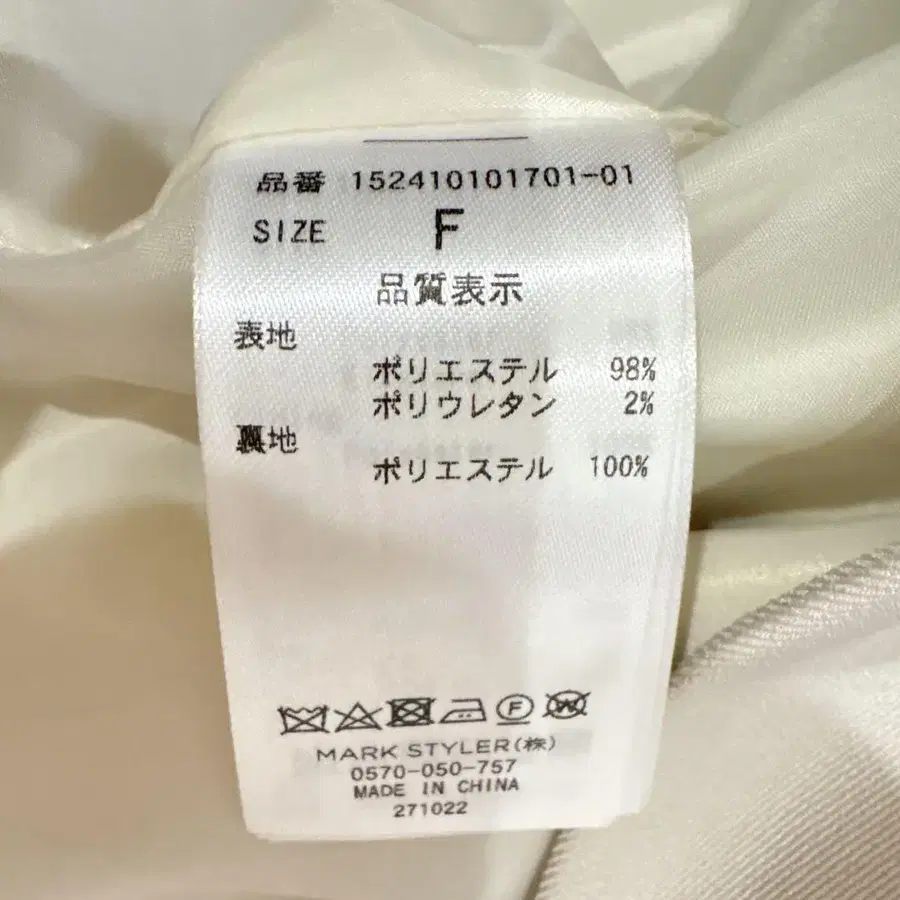 品番 152410101701-01
SIZE F
品質表示
表地
ポリエステル 98%
ポリウレタン 2%
裏地
ポリエステル 100%
F W
MARK STYLER(株)
0570-050-757
MADE IN CHINA
271022